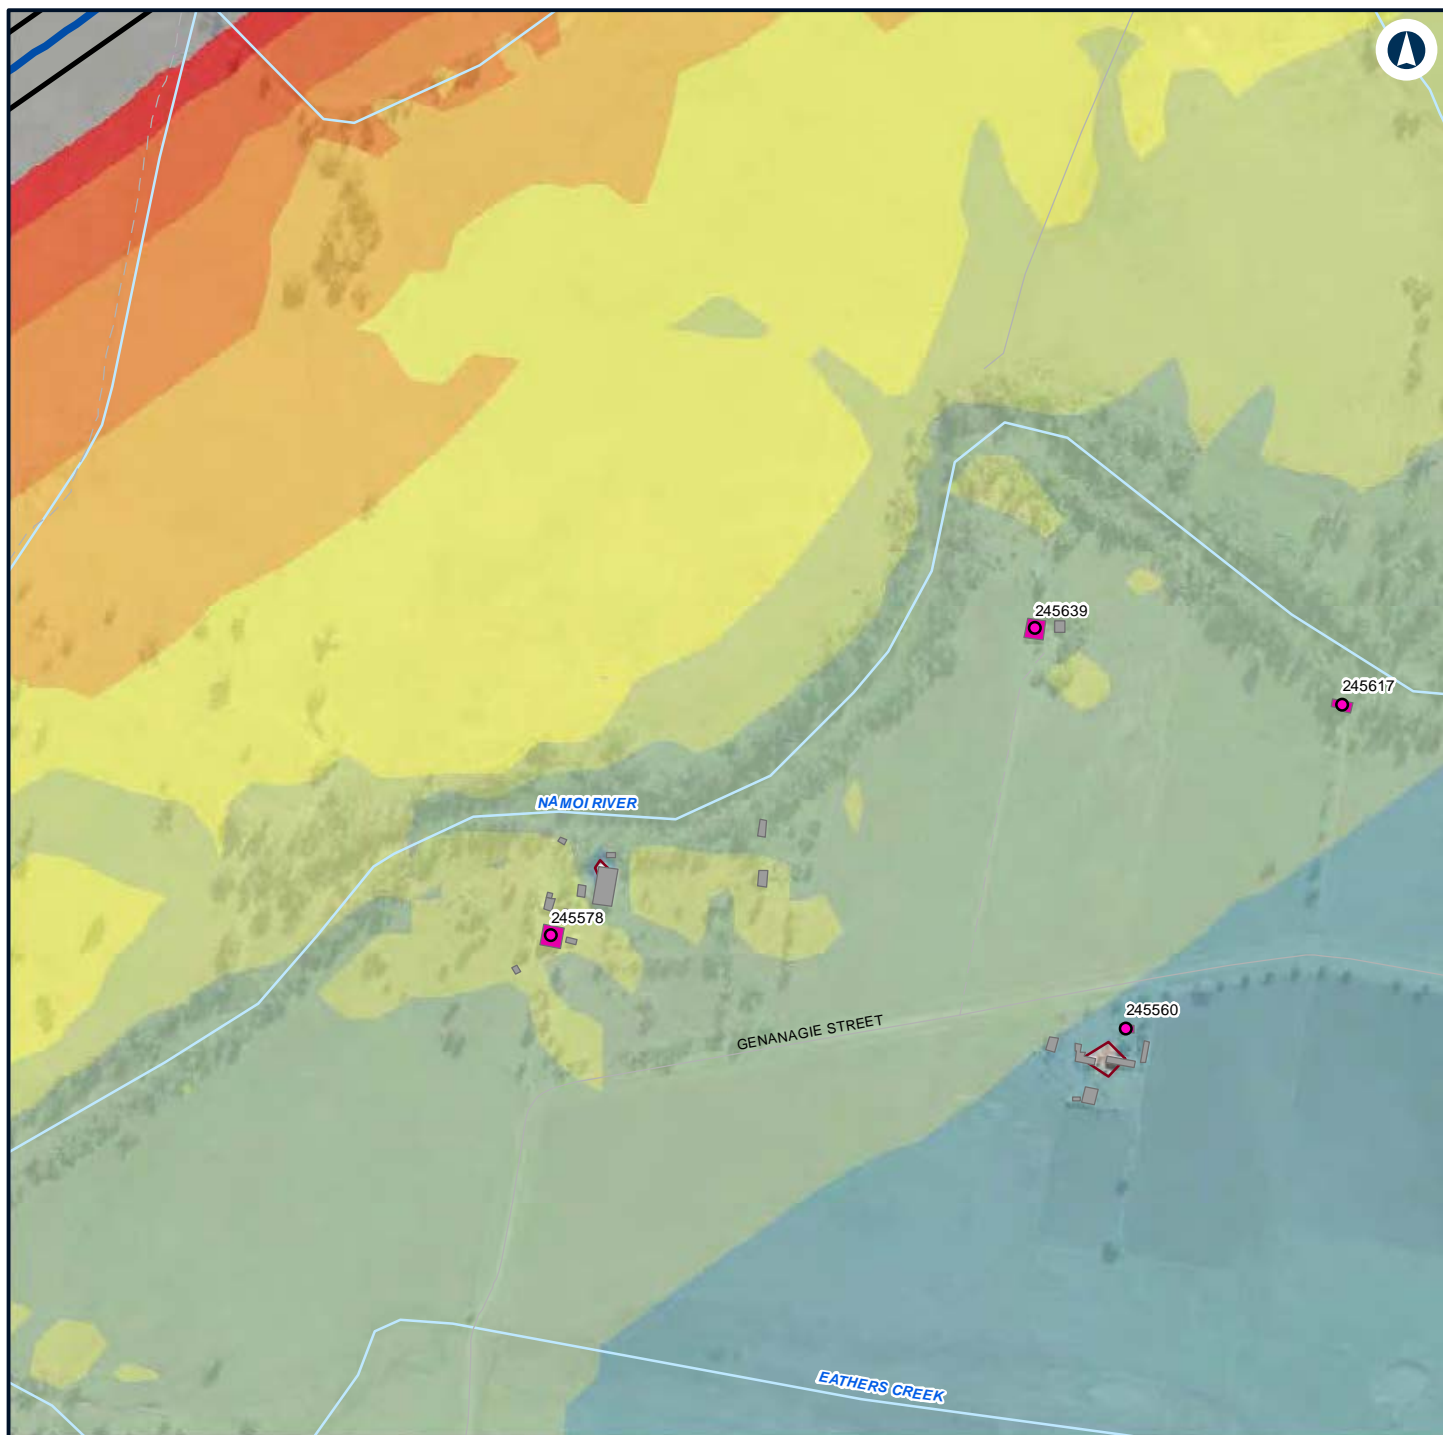 245639
245617
NAMOI RIVER
245578
245560
GENANAGIE STREET
EATHERS CREEK